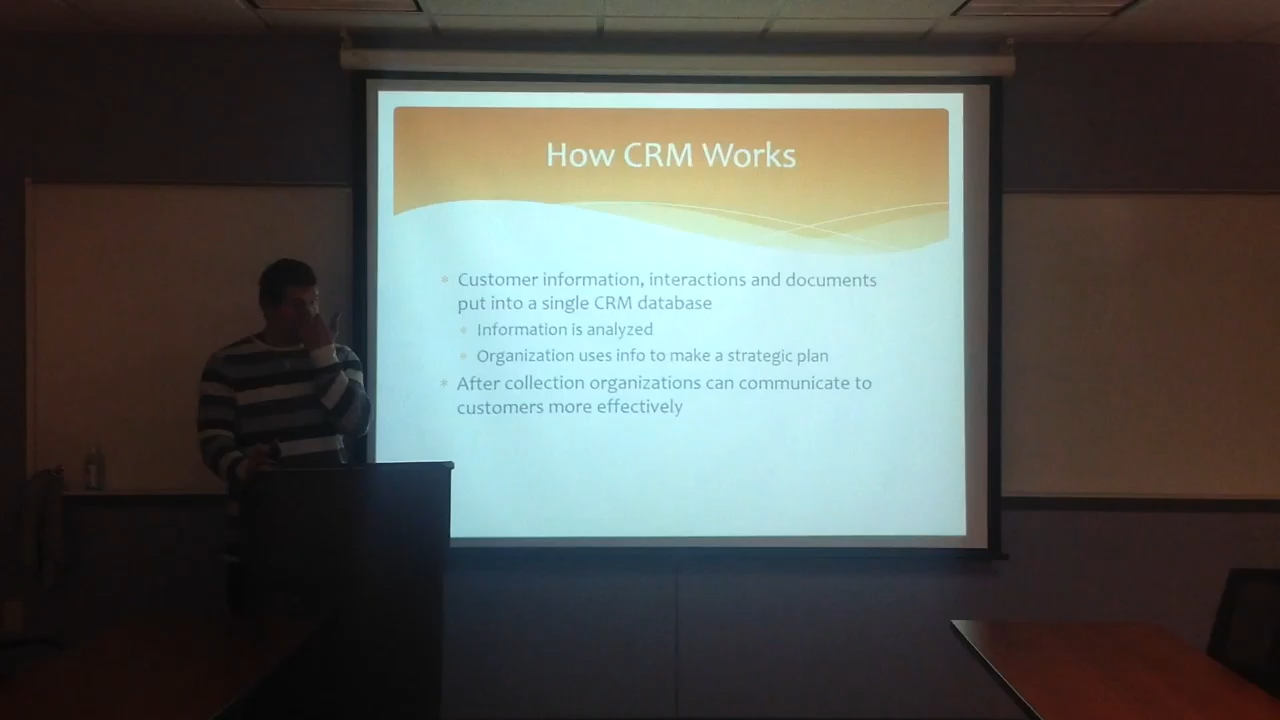 How CRM Works
Customer information, interactions and documents
put into a single CRM database
Information is analyzed
Organization uses info to make a strategic plan
After collection organizations can communicate to
customers more effectively